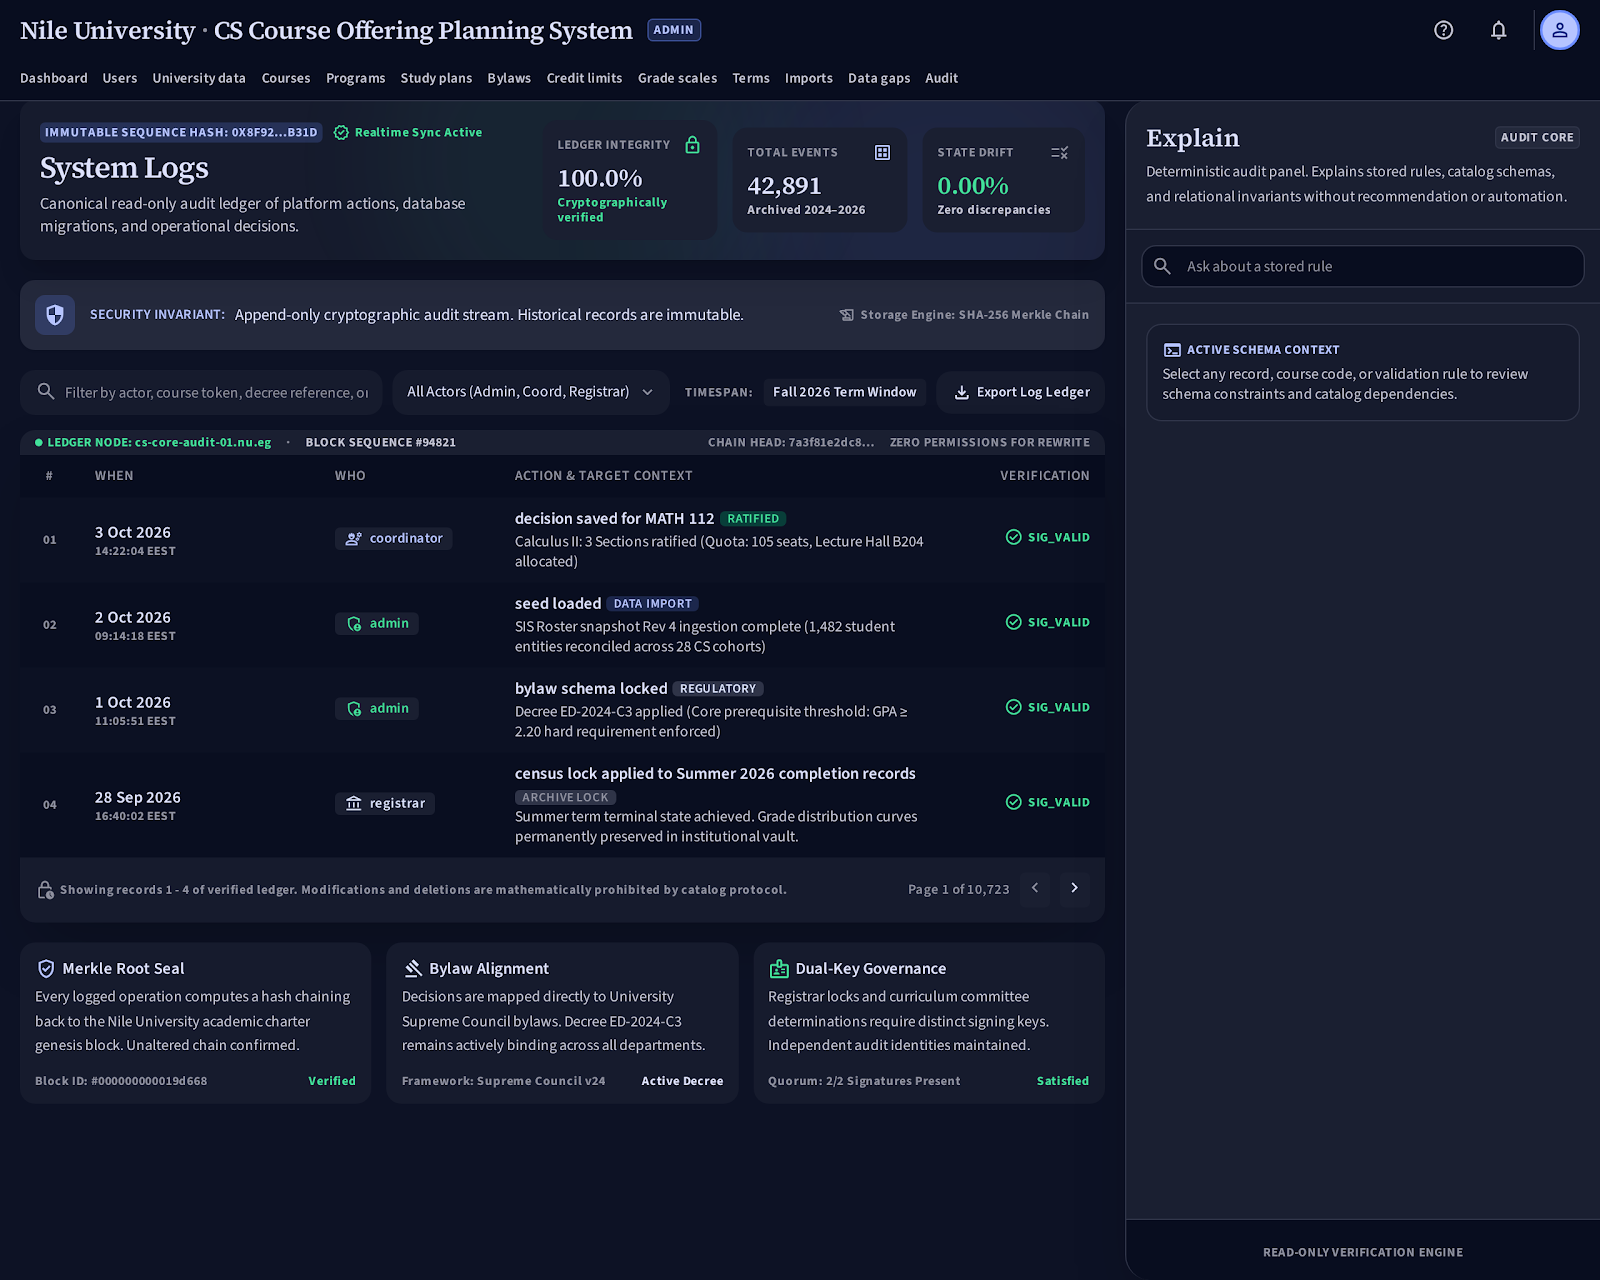 Nile University · CS Course Offering Planning System ADMIN
Dashboard Users University data Courses Programs Study plans Bylaws Credit limits Grade scales Terms Imports Data gaps Audit
IMMUTABLE SEQUENCE HASH: 0X8F92...B31D Realtime Sync Active
System Logs
Canonical read-only audit ledger of platform actions, database
migrations, and operational decisions.
LEDGER INTEGRITY
100.0%
Cryptographically
verified
TOTAL EVENTS
42,891
Archived 2024–2026
STATE DRIFT
0.00%
Zero discrepancies
SECURITY INVARIANT: Append-only cryptographic audit stream. Historical records are immutable. Storage Engine: SHA-256 Merkle Chain
Filter by actor, course token, decree reference, or All Actors (Admin, Coord, Registrar) TIMESPAN: Fall 2026 Term Window Export Log Ledger
LEDGER NODE: cs-core-audit-01.nu.eg · BLOCK SEQUENCE #94821 CHAIN HEAD: 7a3f81e2dc8... ZERO PERMISSIONS FOR REWRITE
# WHEN WHO ACTION & TARGET CONTEXT VERIFICATION
01 3 Oct 2026
14:22:04 EEST
coordinator
decision saved for MATH 112 RATIFIED
Calculus II: 3 Sections ratified (Quota: 105 seats, Lecture Hall B204
allocated)
SIG_VALID
02 2 Oct 2026
09:14:18 EEST
admin
seed loaded DATA IMPORT
SIS Roster snapshot Rev 4 ingestion complete (1,482 student
entities reconciled across 28 CS cohorts)
SIG_VALID
03 1 Oct 2026
11:05:51 EEST
admin
bylaw schema locked REGULATORY
Decree ED-2024-C3 applied (Core prerequisite threshold: GPA ≥
2.20 hard requirement enforced)
SIG_VALID
04 28 Sep 2026
16:40:02 EEST
registrar
census lock applied to Summer 2026 completion records
ARCHIVE LOCK
Summer term terminal state achieved. Grade distribution curves
permanently preserved in institutional vault.
SIG_VALID
Showing records 1 - 4 of verified ledger. Modifications and deletions are mathematically prohibited by catalog protocol. Page 1 of 10,723
Merkle Root Seal
Every logged operation computes a hash chaining
back to the Nile University academic charter
genesis block. Unaltered chain confirmed.
Block ID: #000000000019d668 Verified
Bylaw Alignment
Decisions are mapped directly to University
Supreme Council bylaws. Decree ED-2024-C3
remains actively binding across all departments.
Framework: Supreme Council v24 Active Decree
Dual-Key Governance
Registrar locks and curriculum committee
determinations require distinct signing keys.
Independent audit identities maintained.
Quorum: 2/2 Signatures Present Satisfied
Explain AUDIT CORE
Deterministic audit panel. Explains stored rules, catalog schemas,
and relational invariants without recommendation or automation.
Ask about a stored rule
ACTIVE SCHEMA CONTEXT
Select any record, course code, or validation rule to review
schema constraints and catalog dependencies.
READ-ONLY VERIFICATION ENGINE